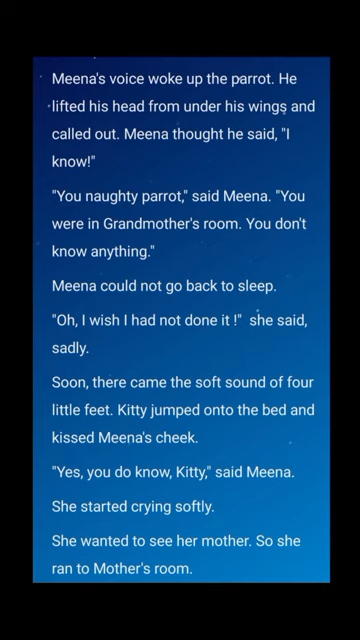 Meena's voice woke up the parrot. He
lifted his head from under his wings and
called out. Meena thought he said, "I
know!"
"You naughty parrot," said Meena. "You
were in Grandmother's room. You don't
know anything."
Meena could not go back to sleep.
"Oh, I wish I had not done it !" she said,
sadly.
Soon, there came the soft sound of four
little feet. Kitty jumped onto the bed and
kissed Meena's cheek.
"Yes, you do know, Kitty," said Meena.
She started crying softly.
She wanted to see her mother. So she
ran to Mother's room.